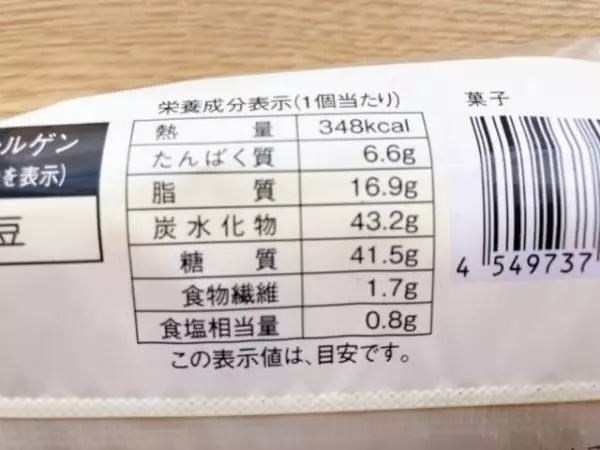 栄養成分表示(1個当たり)
熱量 348kcal
たんぱく質 6.6g
脂質 16.9g
炭水化物 43.2g
糖質 41.5g
食物繊維 1.7g
食塩相当量 0.8g
この表示値は、目安です。
ルゲン
を表示)
豆
菓子
4 549737